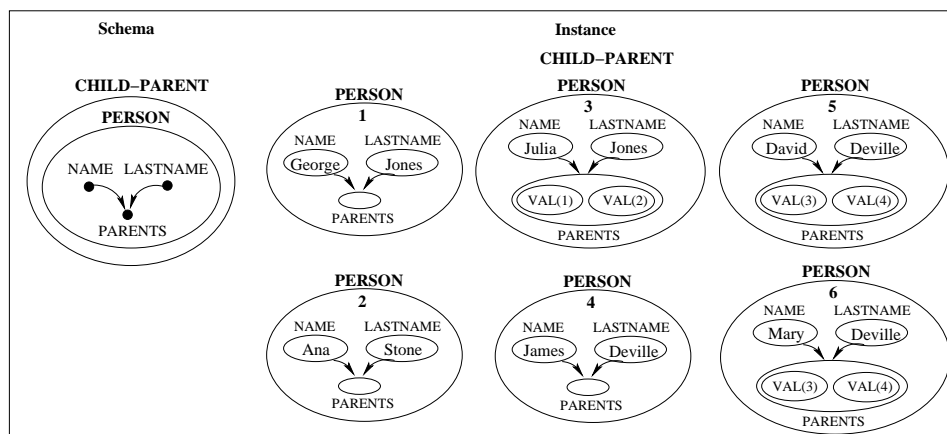 Schema
CHILD–PARENT
PERSON
NAME LASTNAME
PARENTS
Instance
CHILD–PARENT
PERSON
1
NAME LASTNAME
George Jones
PARENTS
PERSON
3
NAME LASTNAME
Julia Jones
VAL(1) VAL(2)
PARENTS
PERSON
5
NAME LASTNAME
David Deville
VAL(3) VAL(4)
PARENTS
PERSON
2
NAME LASTNAME
Ana Stone
PARENTS
PERSON
4
NAME LASTNAME
James Deville
PARENTS
PERSON
6
NAME LASTNAME
Mary Deville
VAL(3) VAL(4)
PARENTS